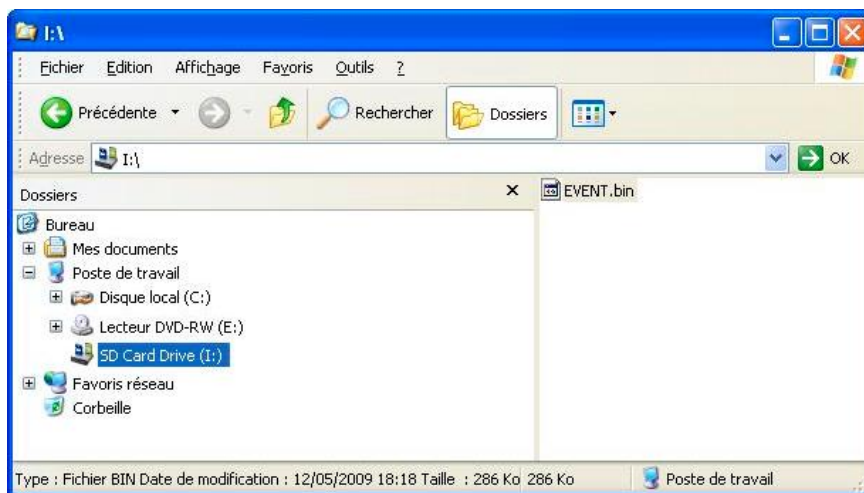 I:\
Fichier Edition Affichage Favoris Outils ?
Précédente Rechercher Dossiers
Adresse I:\ OK
Dossiers x EVENT.bin
Bureau
Mes documents
Poste de travail
Disque local (C:)
Lecteur DVD-RW (E:)
SD Card Drive (I:)
Favoris réseau
Corbeille
Type : Fichier BIN Date de modification : 12/05/2009 18:18 Taille : 286 Ko 286 Ko Poste de travail